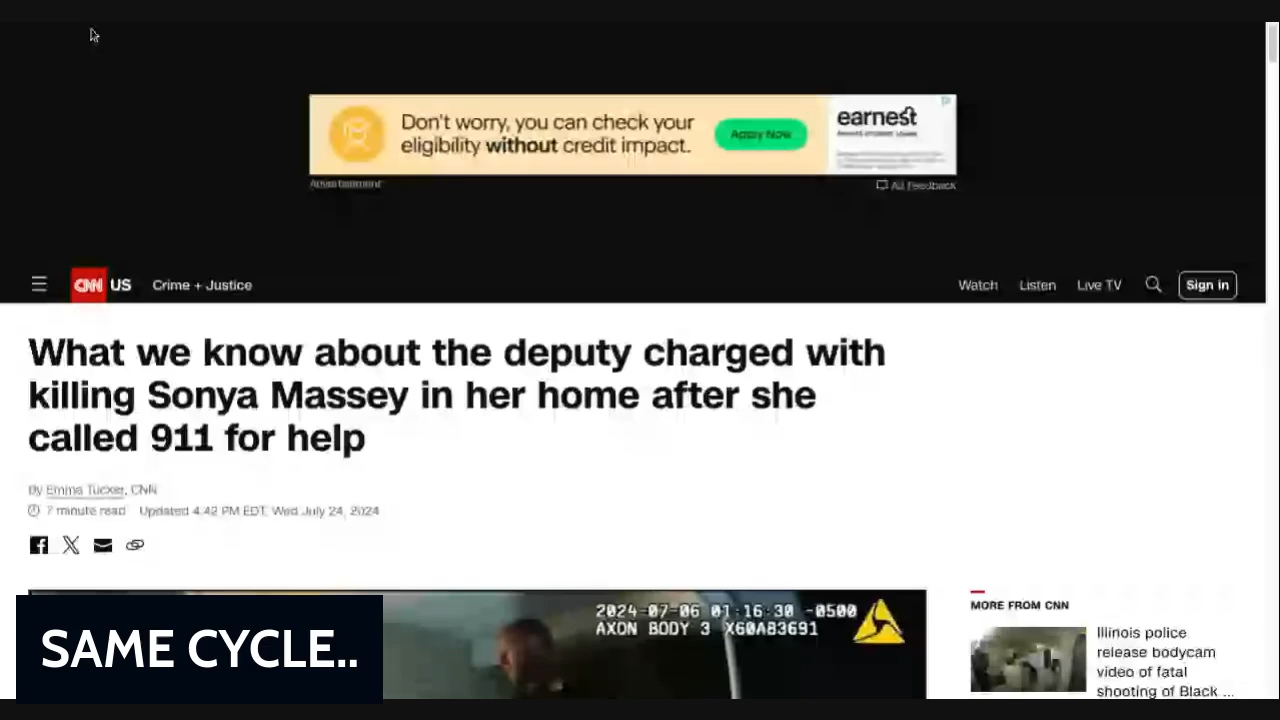 Don't worry, you can check your
eligibility without credit impact.
Apply Now
earnest
Advertisement
Ad Feedback
CNN US Crime + Justice
Watch Listen Live TV Sign in
What we know about the deputy charged with
killing Sonya Massey in her home after she
called 911 for help
By Emma Tucker, CNN
7 minute read Updated 4:42 PM EDT, Wed July 24, 2024
2024-07-06 01:16:30 -0500
AXON BODY 3 X60A83691
MORE FROM CNN
Illinois police
release bodycam
video of fatal
shooting of Black ...
SAME CYCLE..